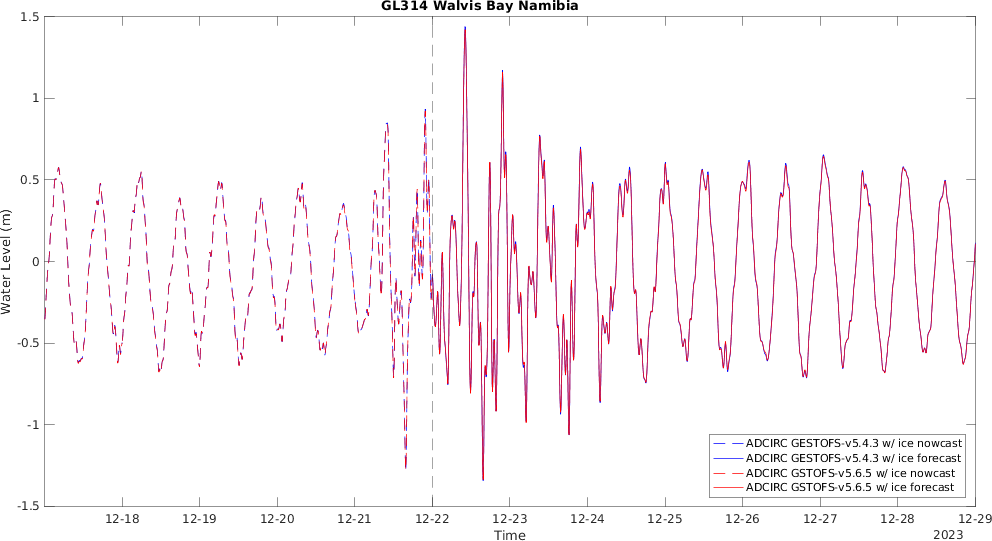 GL314 Walvis Bay Namibia
1.5
1
0.5
0
-0.5
-1
-1.5
Water Level (m)
ADCIRC GESTOFS-v5.4.3 w/ ice nowcast
ADCIRC GESTOFS-v5.4.3 w/ ice forecast
ADCIRC GSTOFS-v5.6.5 w/ ice nowcast
ADCIRC GSTOFS-v5.6.5 w/ ice forecast
12-18 12-19 12-20 12-21 12-22 12-23 12-24 12-25 12-26 12-27 12-28 12-29
Time
2023